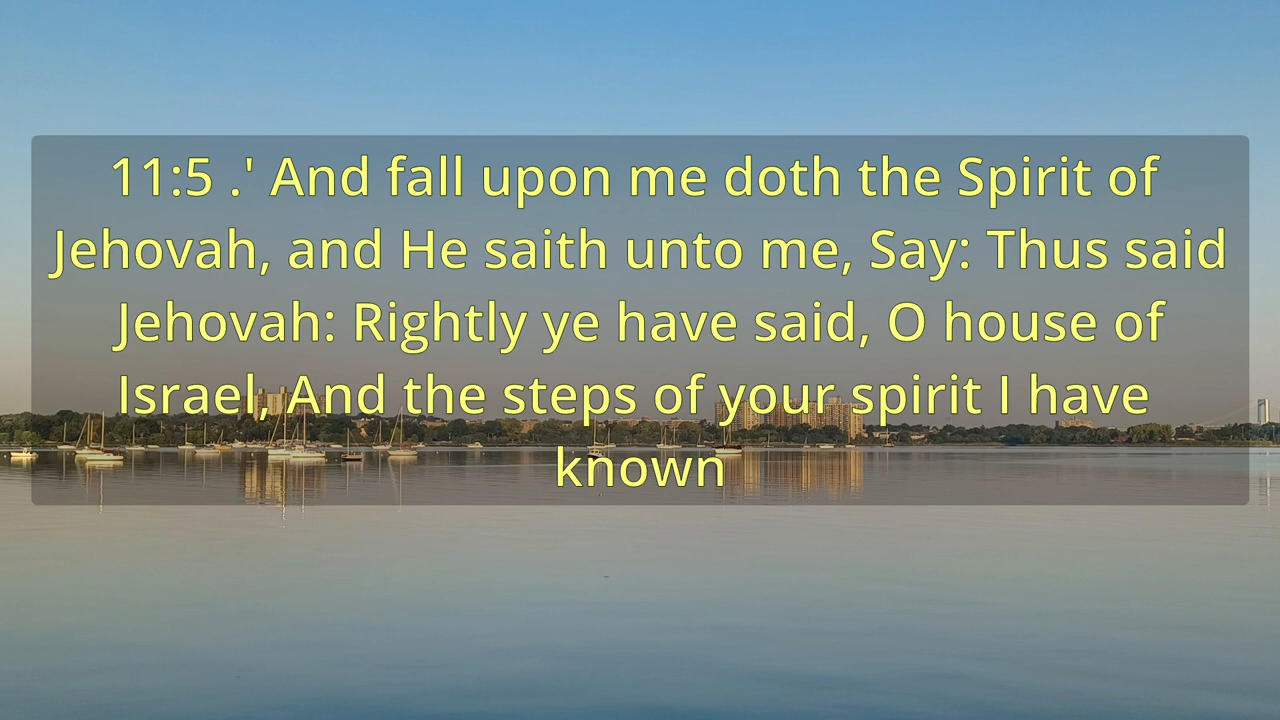 11:5 .' And fall upon me doth the Spirit of
Jehovah, and He saith unto me, Say: Thus said
Jehovah: Rightly ye have said, O house of
Israel, And the steps of your spirit I have
known